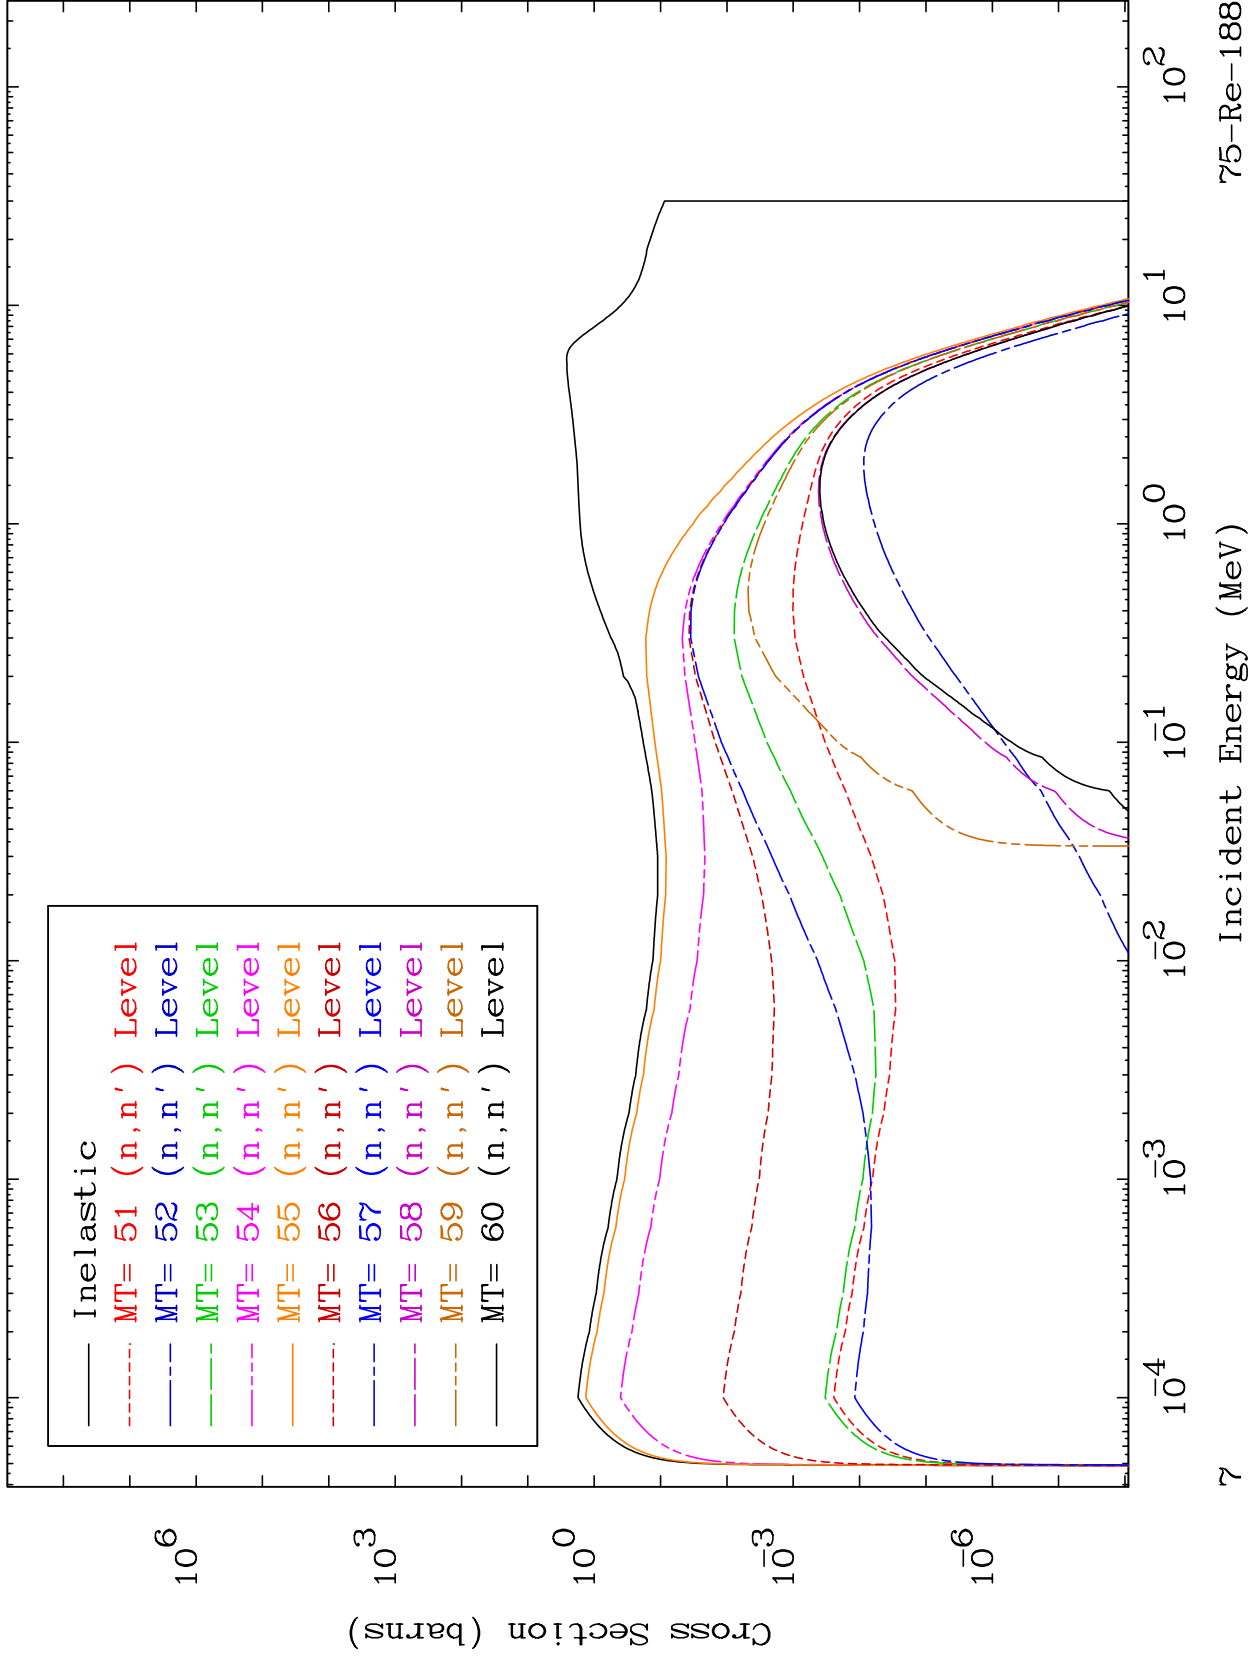 Inelastic
MT= 51 (n,n') Level
MT= 52 (n,n') Level
MT= 53 (n,n') Level
MT= 54 (n,n') Level
MT= 55 (n,n') Level
MT= 56 (n,n') Level
MT= 57 (n,n') Level
MT= 58 (n,n') Level
MT= 59 (n,n') Level
MT= 60 (n,n') Level
Cross Section (barns)
10^6
10^3
10^0
10^-3
10^-6
10^-4
10^-3
10^-2
10^-1
10^0
10^1
10^2
Incident Energy (MeV)
7
75-Re-188